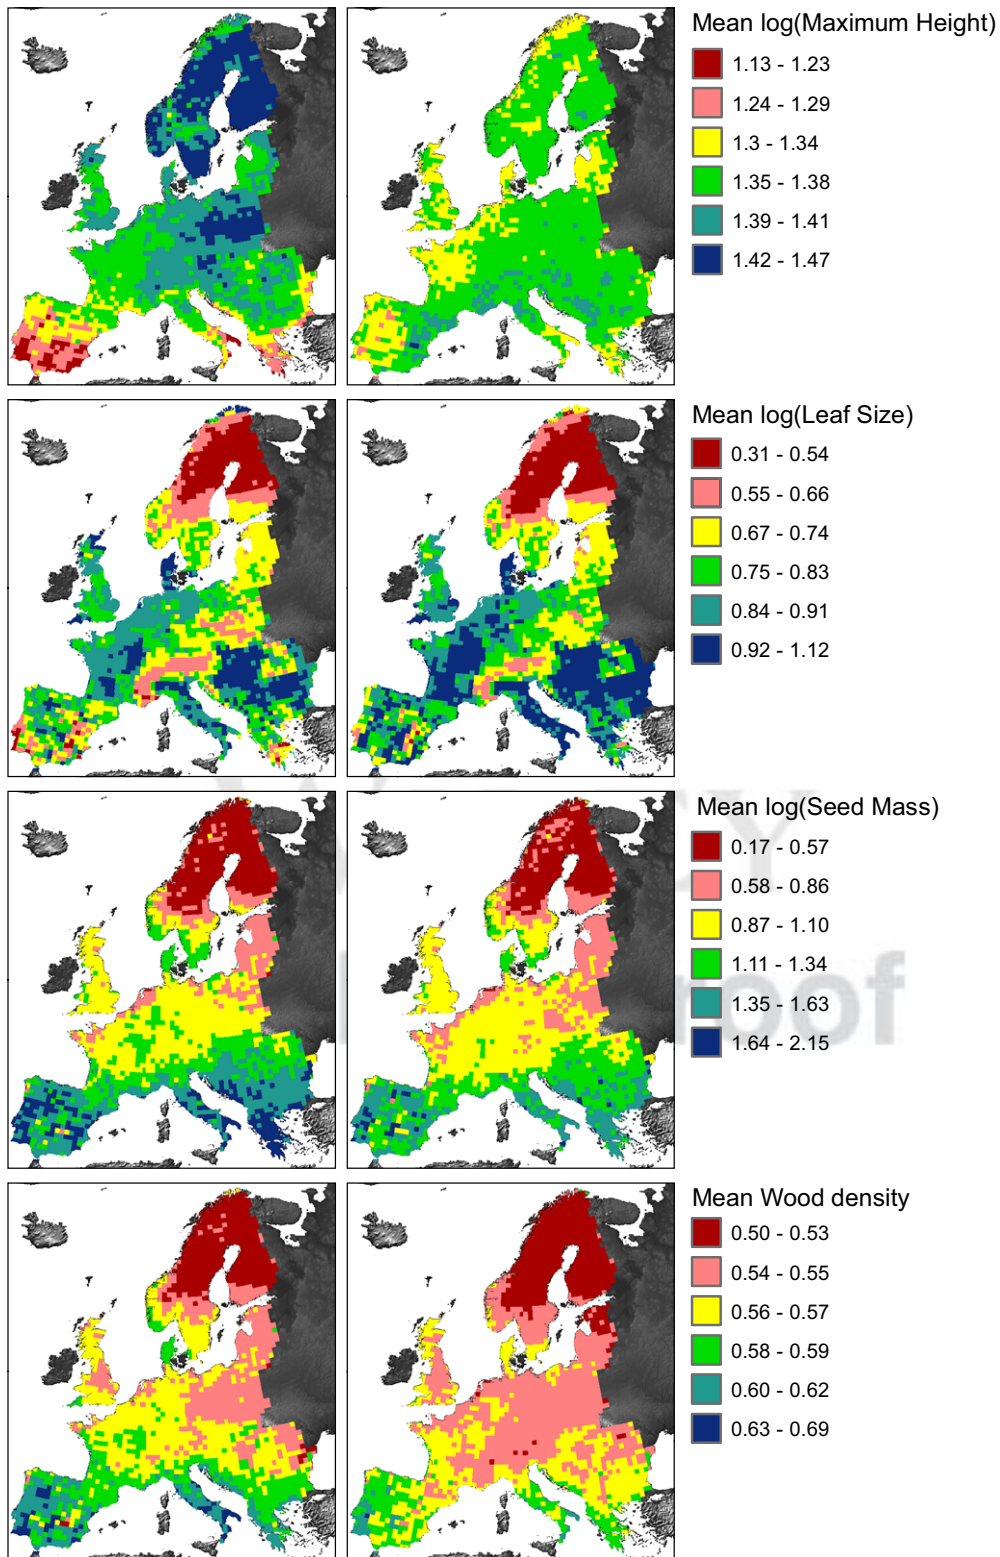 Mean log(Maximum Height)
1.13 - 1.23
1.24 - 1.29
1.3 - 1.34
1.35 - 1.38
1.39 - 1.41
1.42 - 1.47
Mean log(Leaf Size)
0.31 - 0.54
0.55 - 0.66
0.67 - 0.74
0.75 - 0.83
0.84 - 0.91
0.92 - 1.12
Mean log(Seed Mass)
0.17 - 0.57
0.58 - 0.86
0.87 - 1.10
1.11 - 1.34
1.35 - 1.63
1.64 - 2.15
Mean Wood density
0.50 - 0.53
0.54 - 0.55
0.56 - 0.57
0.58 - 0.59
0.60 - 0.62
0.63 - 0.69